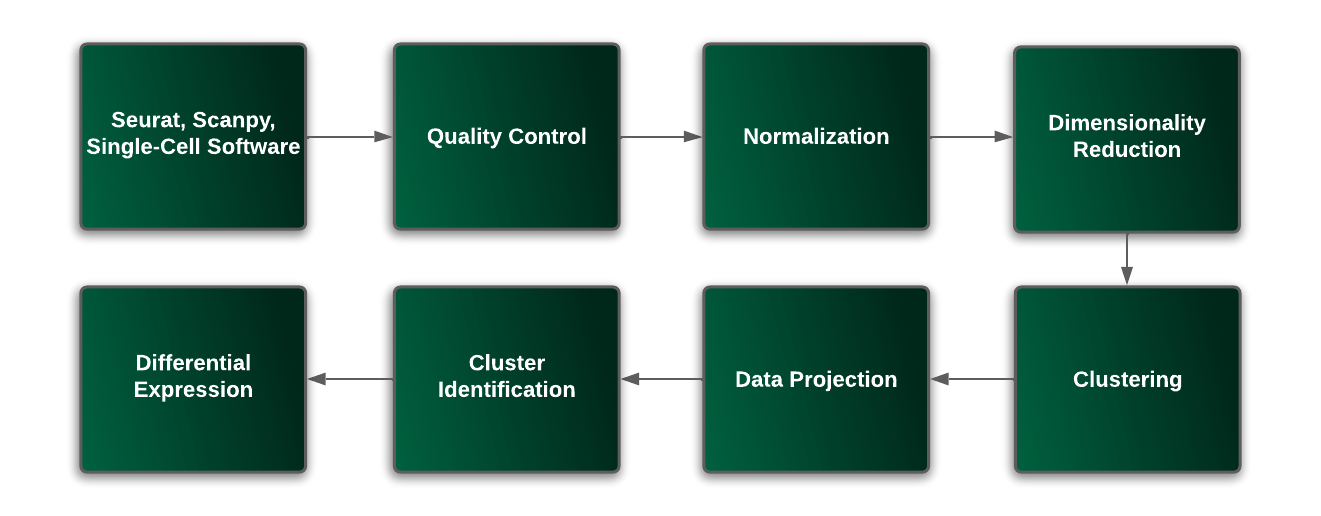 Seurat, Scanpy,
Single-Cell Software
Quality Control
Normalization
Dimensionality
Reduction
Clustering
Data Projection
Cluster
Identification
Differential
Expression